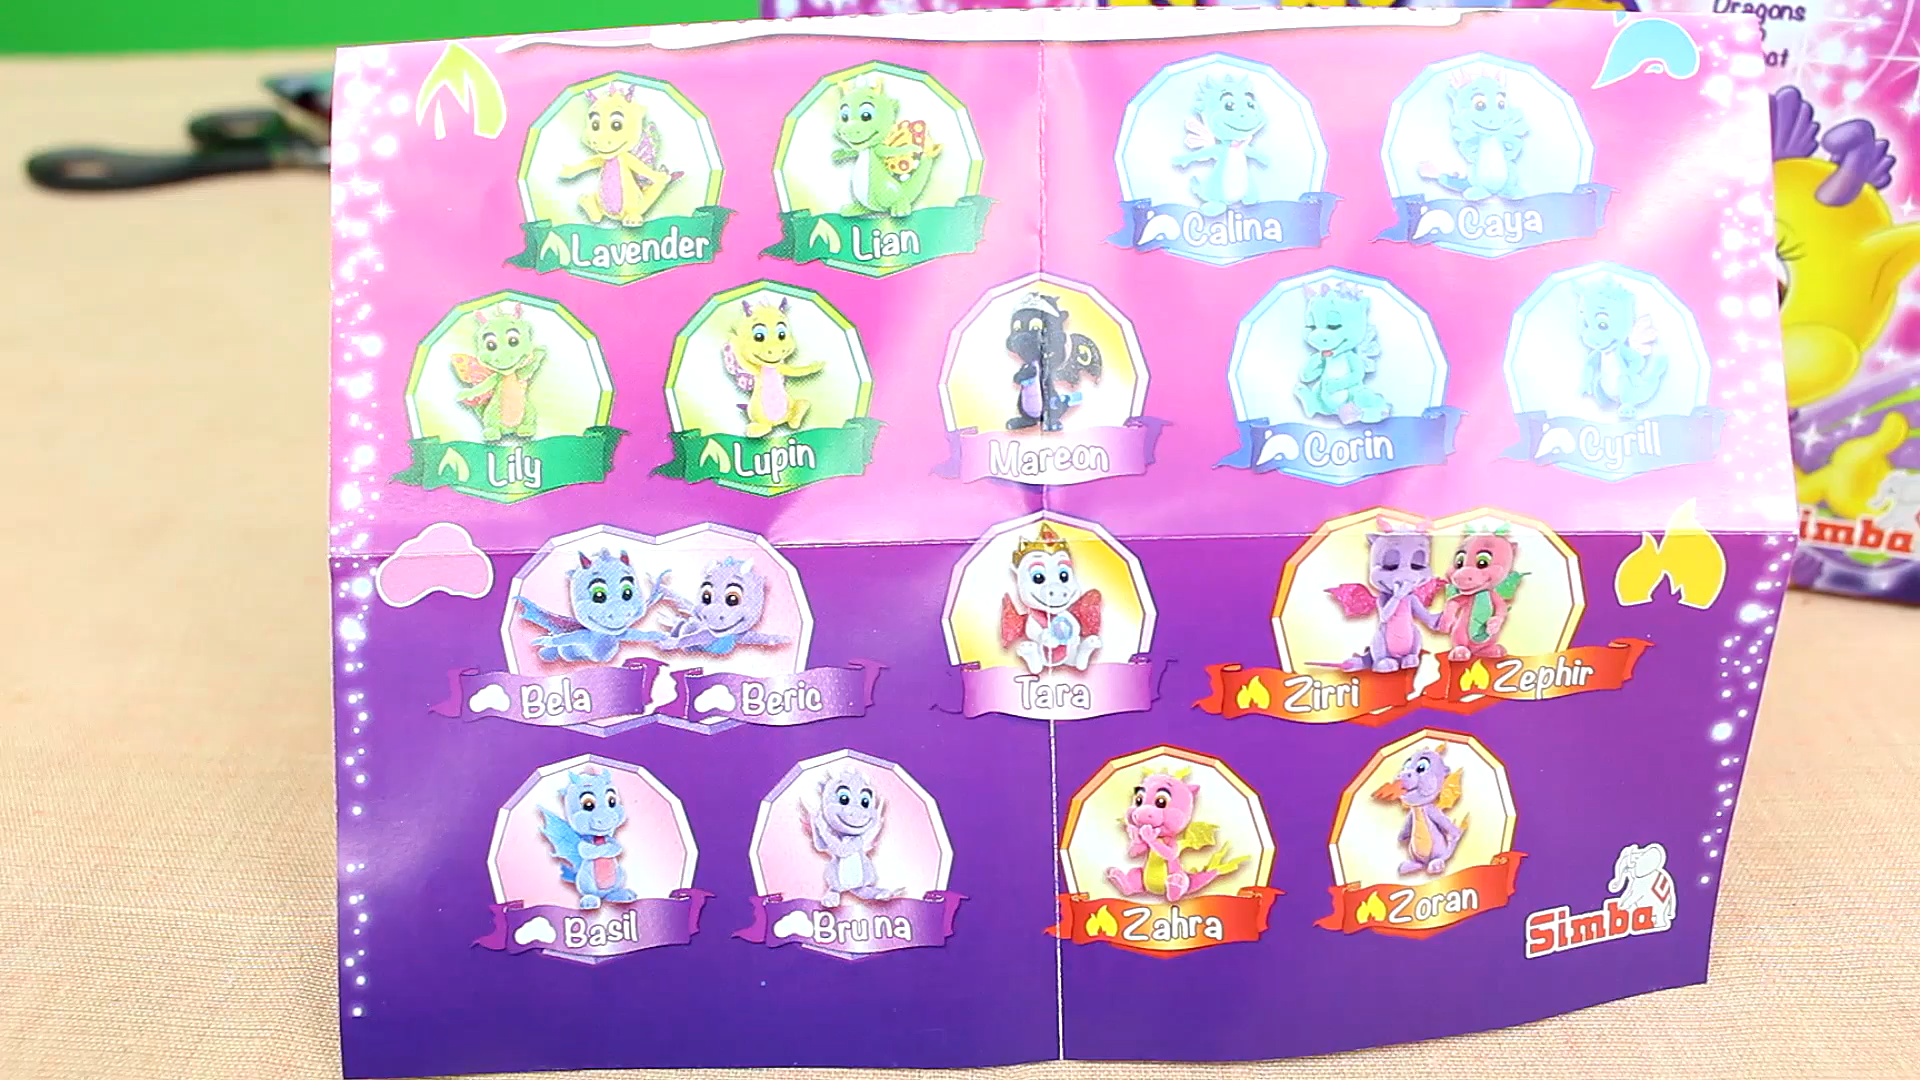 Dragons
Lavender
Lian
Calina
Caya
Lily
Lupin
Mareon
Corin
Cyrill
Bela
Beric
Tara
Zirri
Zephir
Basil
Bruna
Zahra
Zoran
Simba
imba